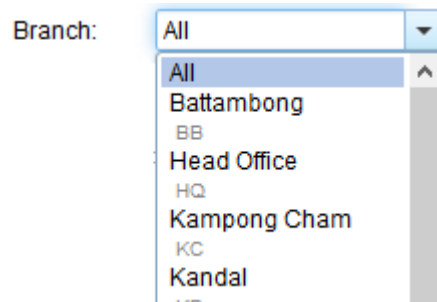 Branch: All
All
Battambong
BB
Head Office
HQ
Kampong Cham
KC
Kandal